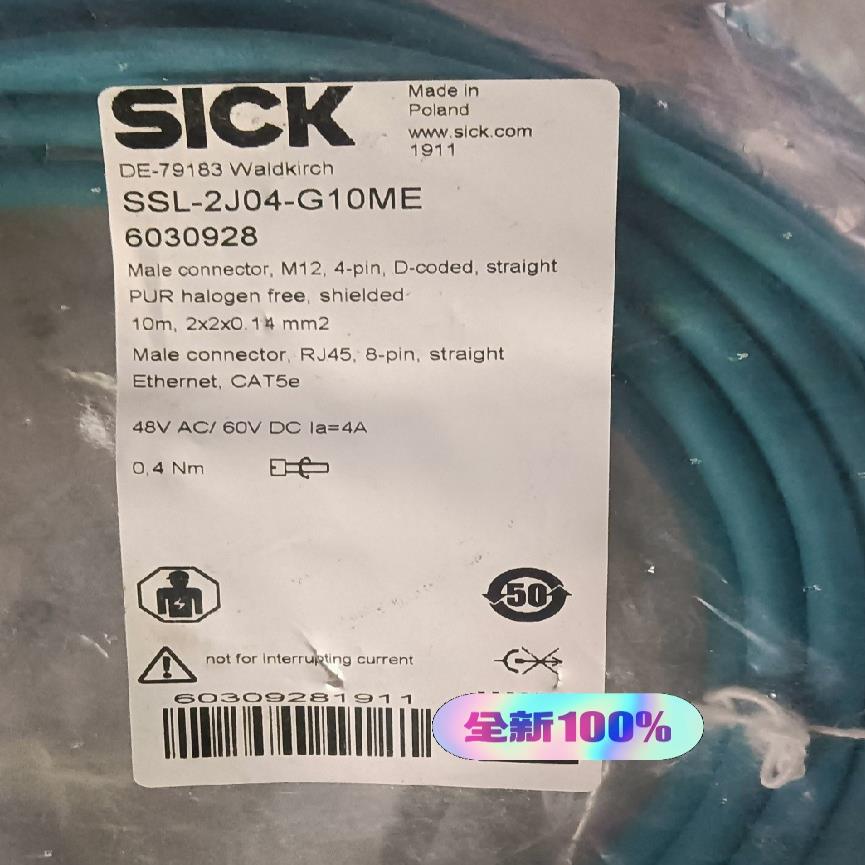 SICK
Made in
Poland
www.sick.com
1911
DE-79183 Waldkirch
SSL-2J04-G10ME
6030928
Male connector, M12, 4-pin, D-coded, straight
PUR halogen free, shielded
10m, 2x2x0.14 mm2
Male connector, RJ45, 8-pin, straight
Ethernet, CAT5e
48V AC/ 60V DC Ia=4A
0,4 Nm
50
not for interrupting current
60309281911
全新100%